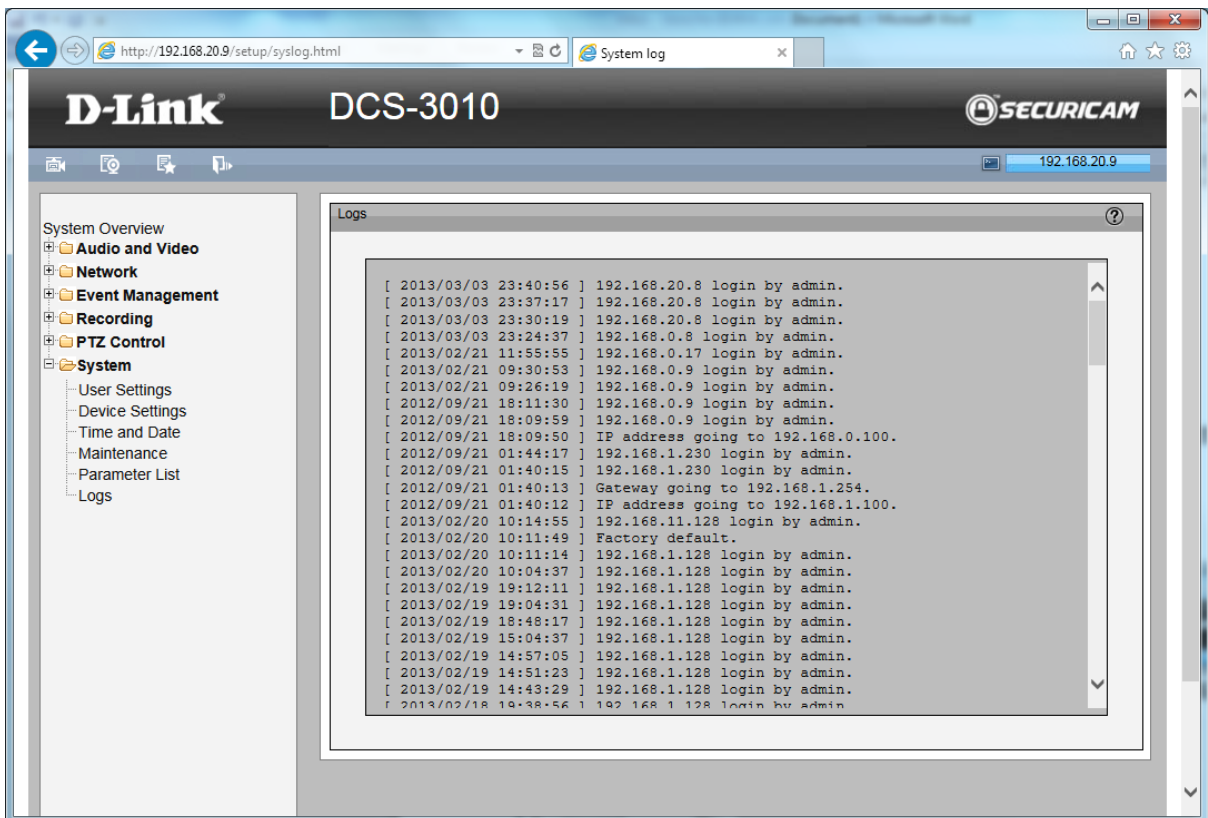 http://192.168.20.9/setup/syslog.html
System log
D-Link®
DCS-3010
SECURICAM
192.168.20.9
System Overview
Audio and Video
Network
Event Management
Recording
PTZ Control
System
User Settings
Device Settings
Time and Date
Maintenance
Parameter List
Logs
Logs
[ 2013/03/03 23:40:56 ] 192.168.20.8 login by admin.
[ 2013/03/03 23:37:17 ] 192.168.20.8 login by admin.
[ 2013/03/03 23:30:19 ] 192.168.20.8 login by admin.
[ 2013/03/03 23:24:37 ] 192.168.0.8 login by admin.
[ 2013/02/21 11:55:55 ] 192.168.0.17 login by admin.
[ 2013/02/21 09:30:53 ] 192.168.0.9 login by admin.
[ 2013/02/21 09:26:19 ] 192.168.0.9 login by admin.
[ 2012/09/21 18:11:30 ] 192.168.0.9 login by admin.
[ 2012/09/21 18:09:59 ] 192.168.0.9 login by admin.
[ 2012/09/21 18:09:50 ] IP address going to 192.168.0.100.
[ 2012/09/21 01:44:17 ] 192.168.1.230 login by admin.
[ 2012/09/21 01:40:15 ] 192.168.1.230 login by admin.
[ 2012/09/21 01:40:13 ] Gateway going to 192.168.1.254.
[ 2012/09/21 01:40:12 ] IP address going to 192.168.1.100.
[ 2013/02/20 10:14:55 ] 192.168.11.128 login by admin.
[ 2013/02/20 10:11:49 ] Factory default.
[ 2013/02/20 10:11:14 ] 192.168.1.128 login by admin.
[ 2013/02/20 10:04:37 ] 192.168.1.128 login by admin.
[ 2013/02/19 19:12:11 ] 192.168.1.128 login by admin.
[ 2013/02/19 19:04:31 ] 192.168.1.128 login by admin.
[ 2013/02/19 18:48:17 ] 192.168.1.128 login by admin.
[ 2013/02/19 15:04:37 ] 192.168.1.128 login by admin.
[ 2013/02/19 14:57:05 ] 192.168.1.128 login by admin.
[ 2013/02/19 14:51:23 ] 192.168.1.128 login by admin.
[ 2013/02/19 14:43:29 ] 192.168.1.128 login by admin.
[ 2013/02/18 19:38:56 ] 192.168.1.128 login by admin